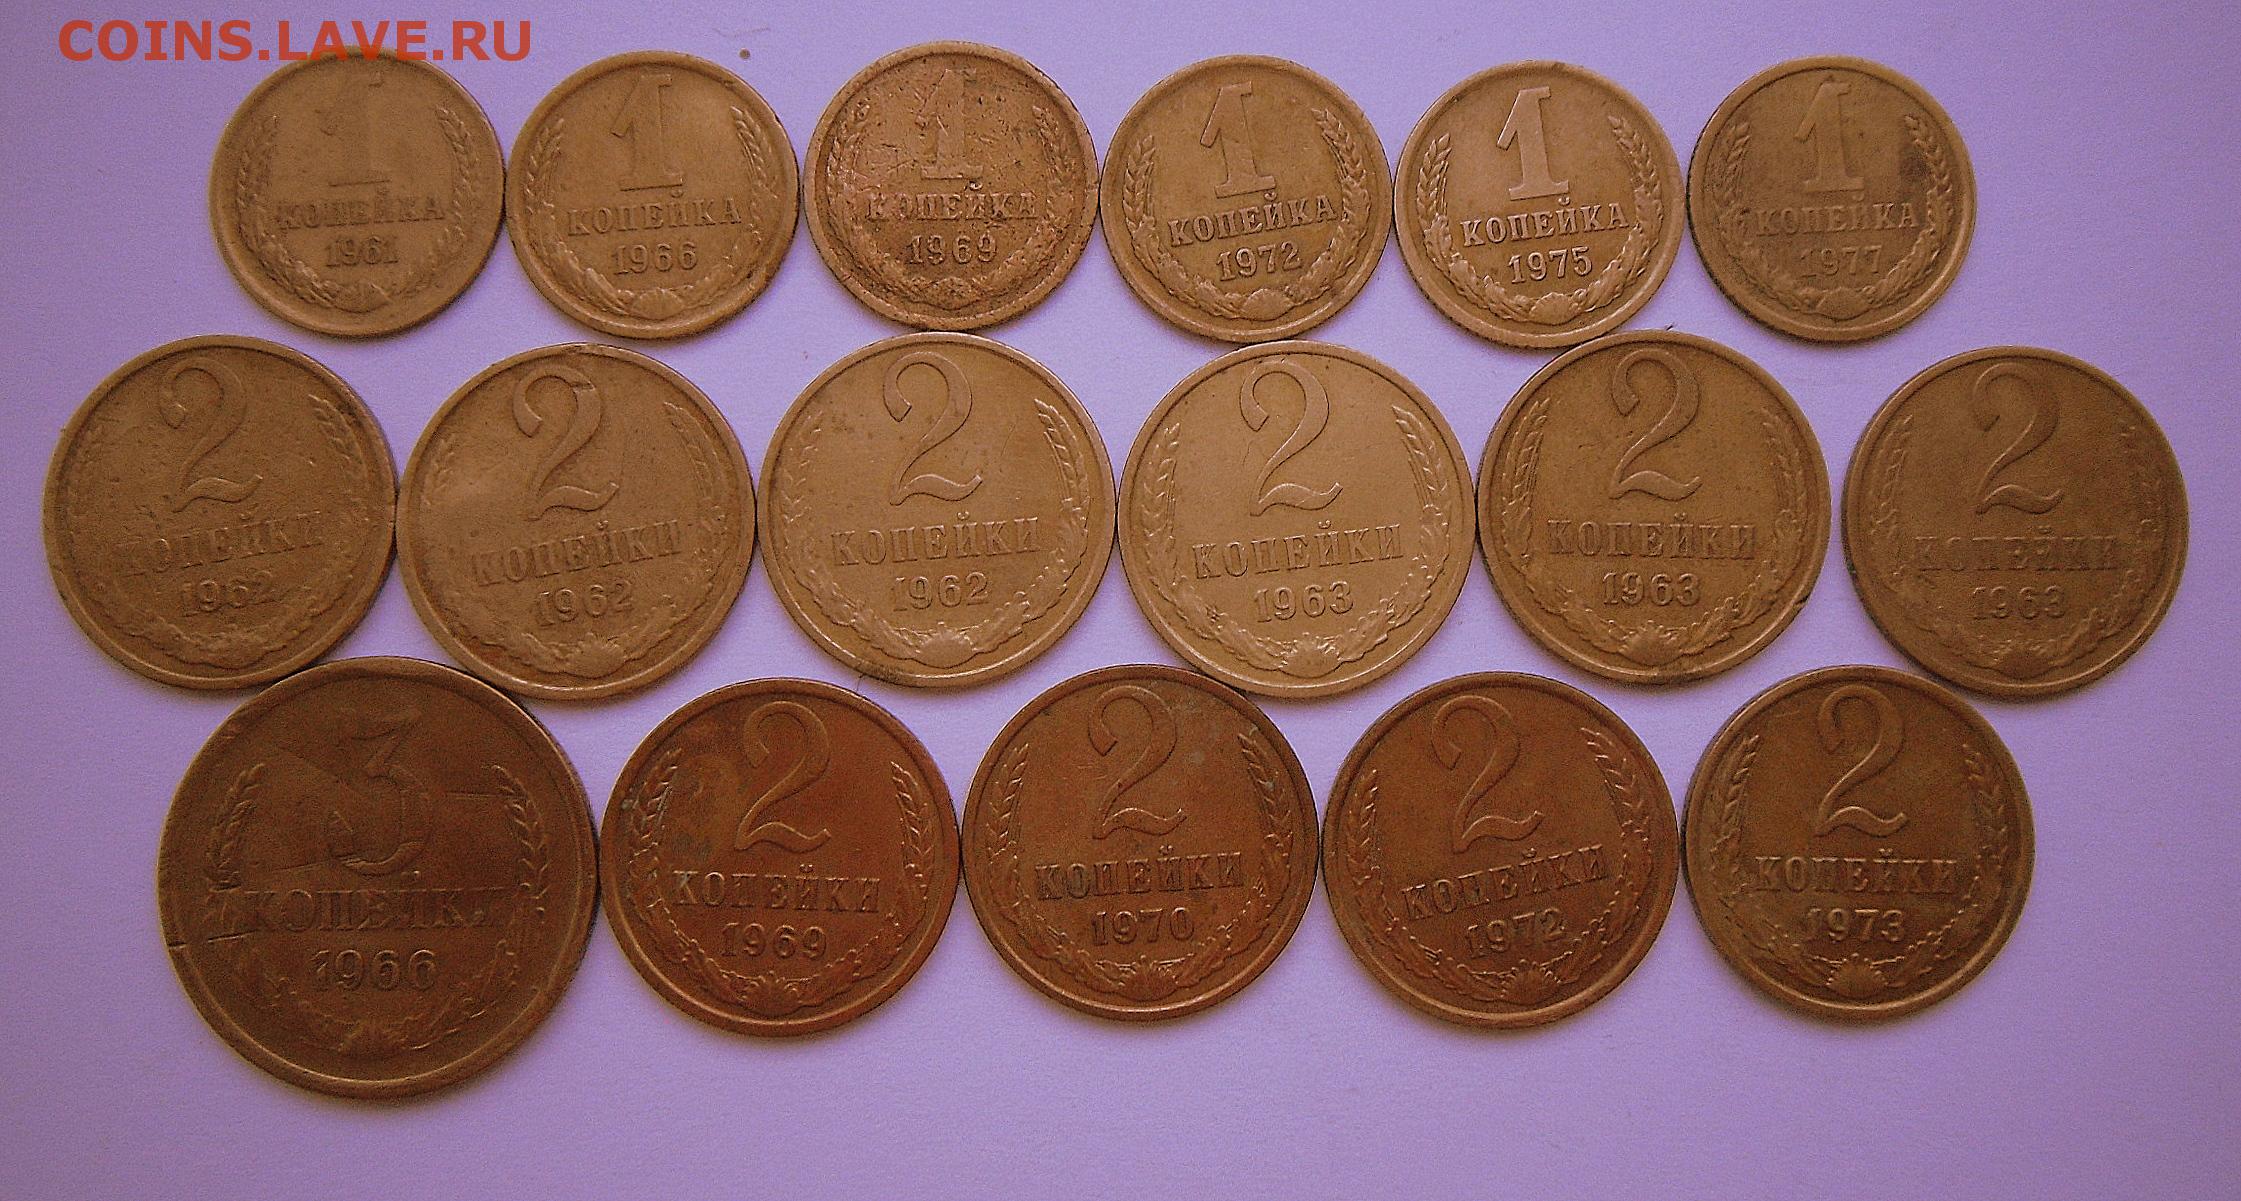 COINS.LAVE.RU
1
КОПЕЙКА
1961
1
КОПЕЙКА
1966
1
КОПЕЙКА
1969
1
КОПЕЙКА
1972
1
КОПЕЙКА
1975
1
КОПЕЙКА
1977
2
КОПЕЙКИ
1962
2
КОПЕЙКИ
1962
2
КОПЕЙКИ
1962
2
КОПЕЙКИ
1963
2
КОПЕЙКИ
1963
2
КОПЕЙКИ
1963
3
КОПЕЙКИ
1966
2
КОПЕЙКИ
1969
2
КОПЕЙКИ
1970
2
КОПЕЙКИ
1972
2
КОПЕЙКИ
1973